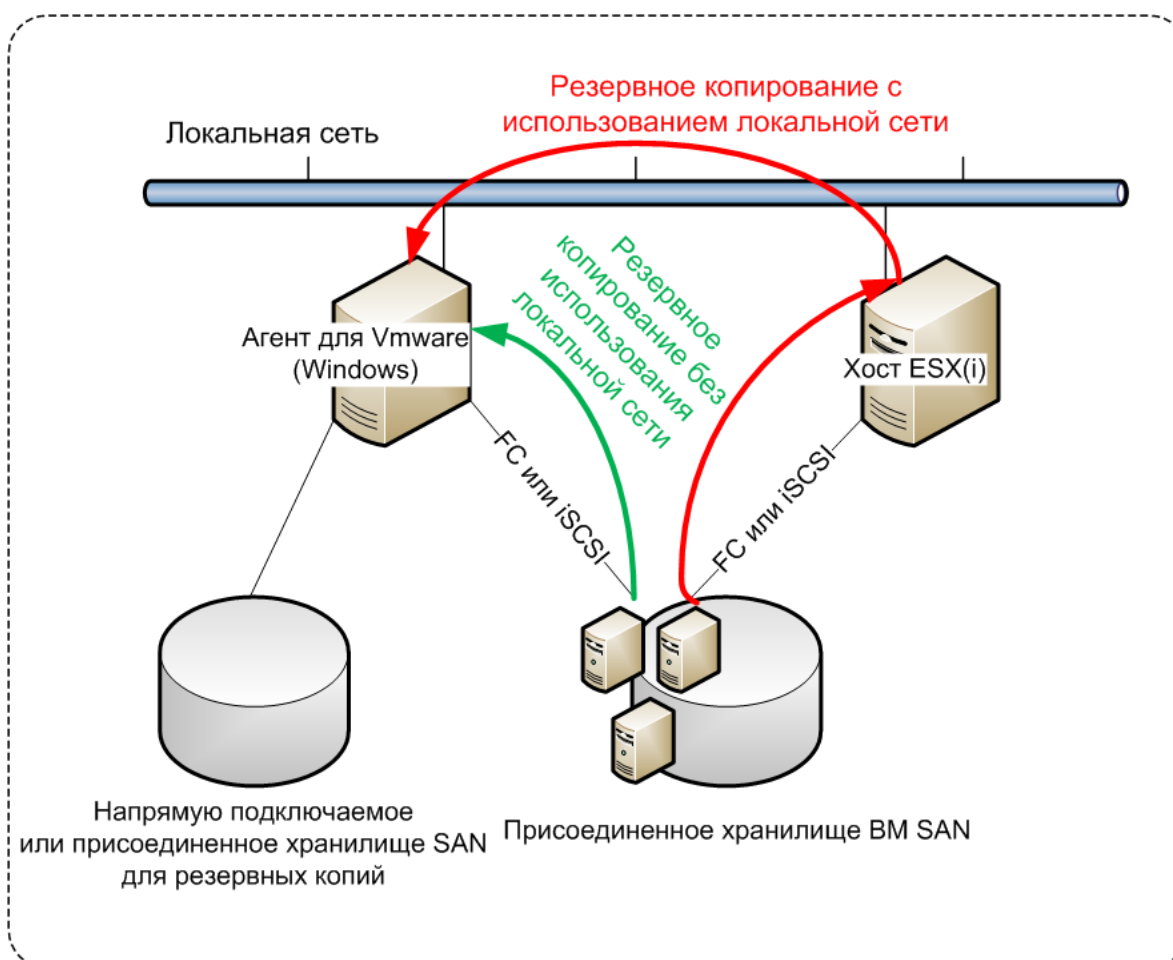 Резервное копирование с
использованием локальной сети
Локальная сеть
Резервное
копирование без
использования
локальной сети
Агент для Vmware
(Windows)
Хост ESX(i)
FC или iSCSI
FC или iSCSI
Напрямую подключаемое
или присоединенное хранилище SAN
для резервных копий
Присоединенное хранилище ВМ SAN